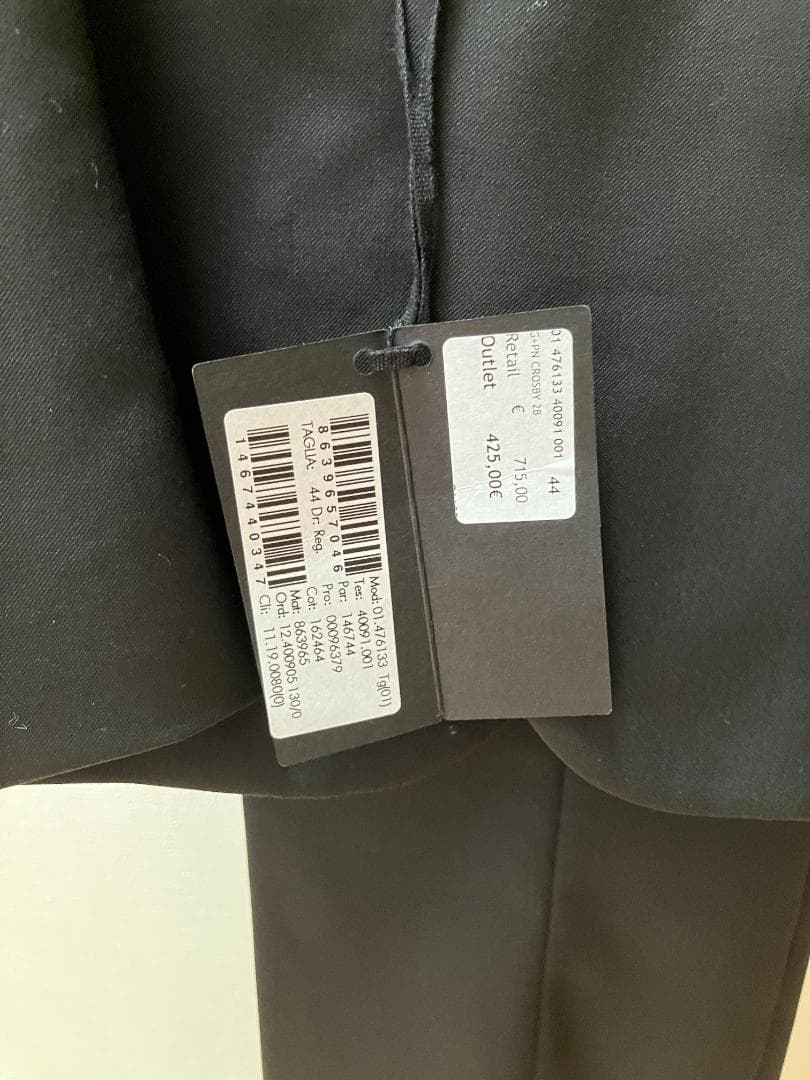 Mod: 01.476133 Tg(01)
Tes: 40091.001
Par: 146744
Pro: 00096379
Cot: 162464
Mat: 863965
Ord: 12.400905 130/0
Cli: 11.19.0080(0)
8 6 3 9 6 5 7 0 4 6
TAGLIA: 44 Dr: Reg.
1 4 6 7 4 4 0 3 4 7
01 476133 40091 001 44
G+PN CROSBY 2B
Retail € 715,00
Outlet 425,00€